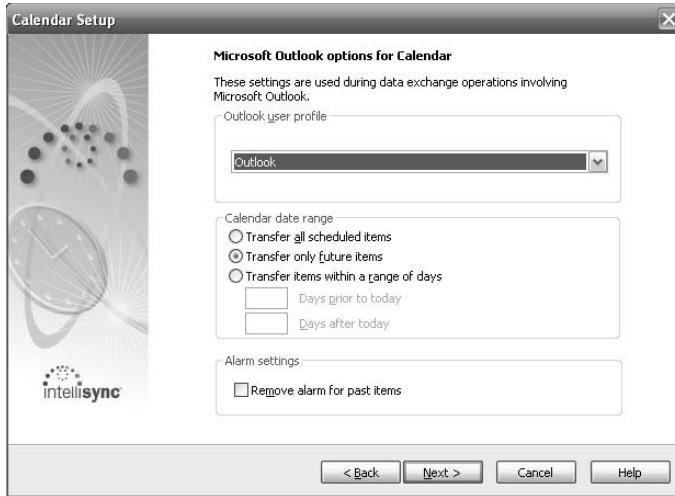 Calendar Setup
Microsoft Outlook options for Calendar
These settings are used during data exchange operations involving
Microsoft Outlook.
Outlook user profile
Outlook
Calendar date range
Transfer all scheduled items
Transfer only future items
Transfer items within a range of days
Days prior to today
Days after today
Alarm settings
Remove alarm for past items
intellisync
< Back
Next >
Cancel
Help